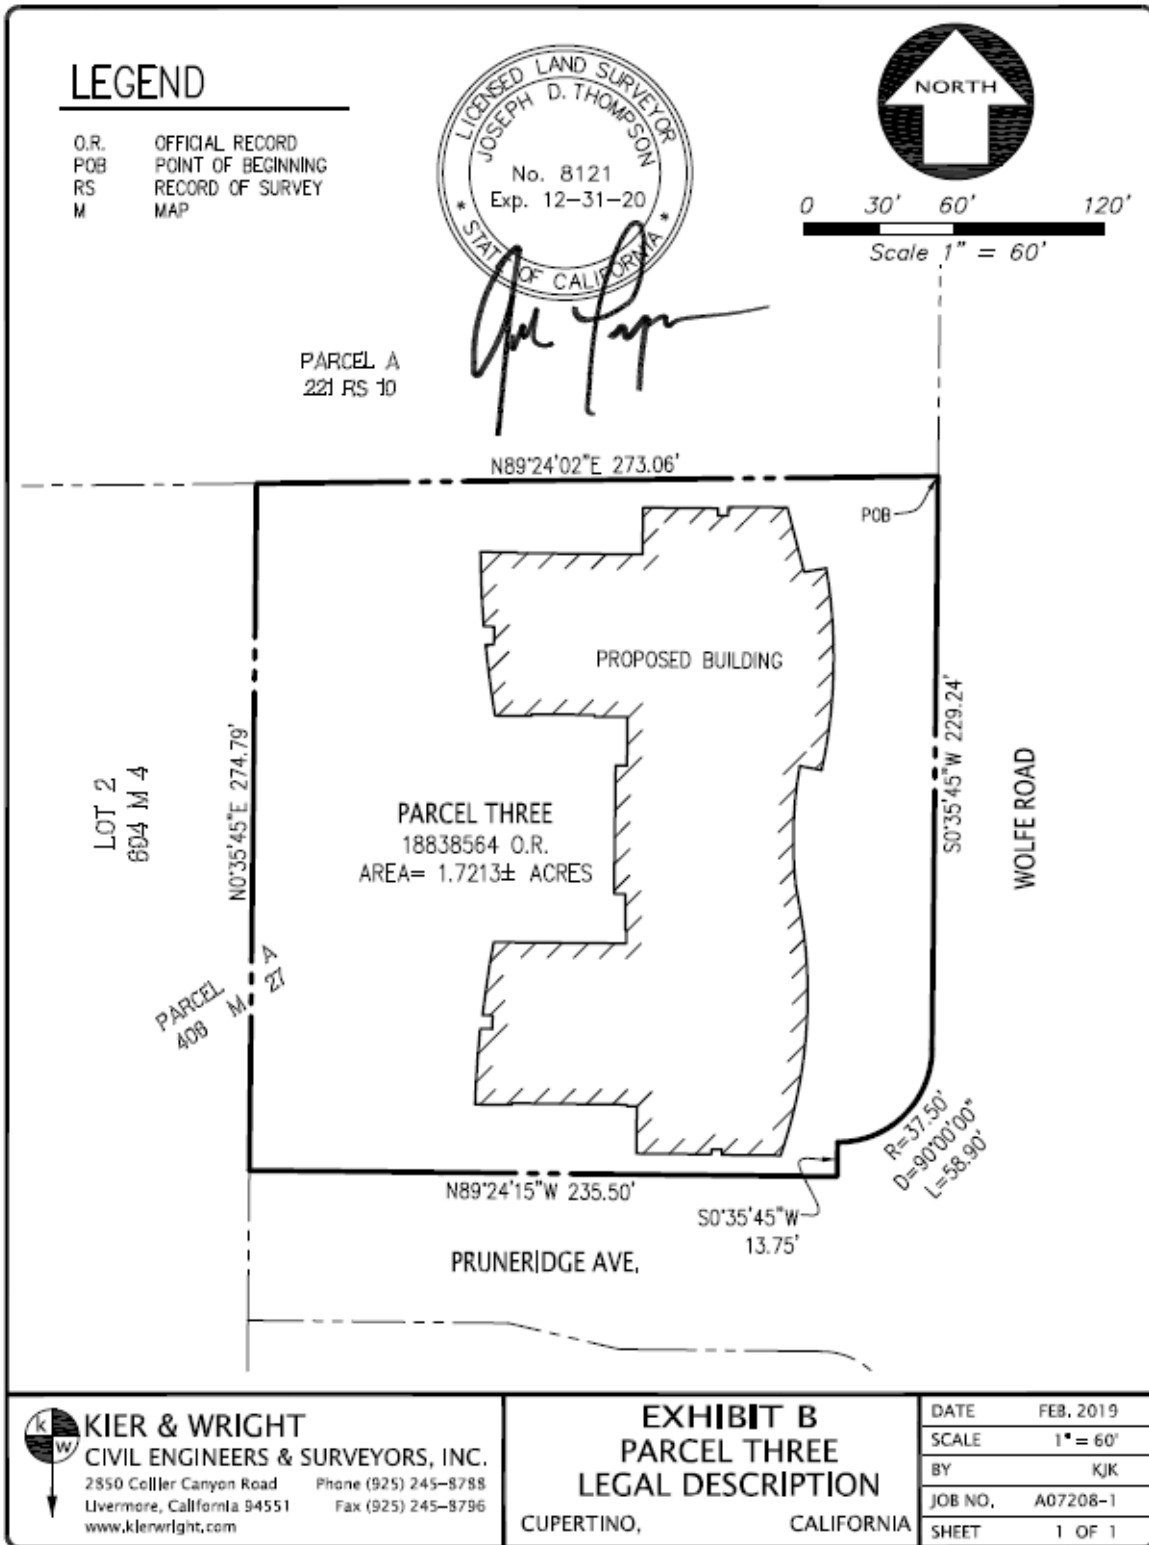 LEGEND
O.R. OFFICIAL RECORD
POB POINT OF BEGINNING
RS RECORD OF SURVEY
M MAP
LICENSED LAND SURVEYOR
JOSEPH D. THOMPSON
No. 8121
Exp. 12-31-20
* STATE OF CALIFORNIA *
NORTH
0 30' 60' 120'
Scale 1" = 60'
PARCEL A
221 RS 10
N89°24'02"E 273.06'
POB
PROPOSED BUILDING
N0°35'45"E 274.79'
S0°35'45"W 229.24'
WOLFE ROAD
LOT 2
694 M 4
PARCEL THREE
18838564 O.R.
AREA= 1.7213± ACRES
PARCEL A
408 M 27
R=37.50'
D=90°00'00"
L=58.90'
N89°24'15"W 235.50'
S0°35'45"W
13.75'
PRUNERIDGE AVE.
KIER & WRIGHT
CIVIL ENGINEERS & SURVEYORS, INC.
2850 Collier Canyon Road Phone (925) 245-8788
Livermore, California 94551 Fax (925) 245-8796
www.kierwright.com
k
w
EXHIBIT B
PARCEL THREE
LEGAL DESCRIPTION
CUPERTINO, CALIFORNIA
DATE FEB. 2019
SCALE 1" = 60'
BY KJK
JOB NO. A07208-1
SHEET 1 OF 1